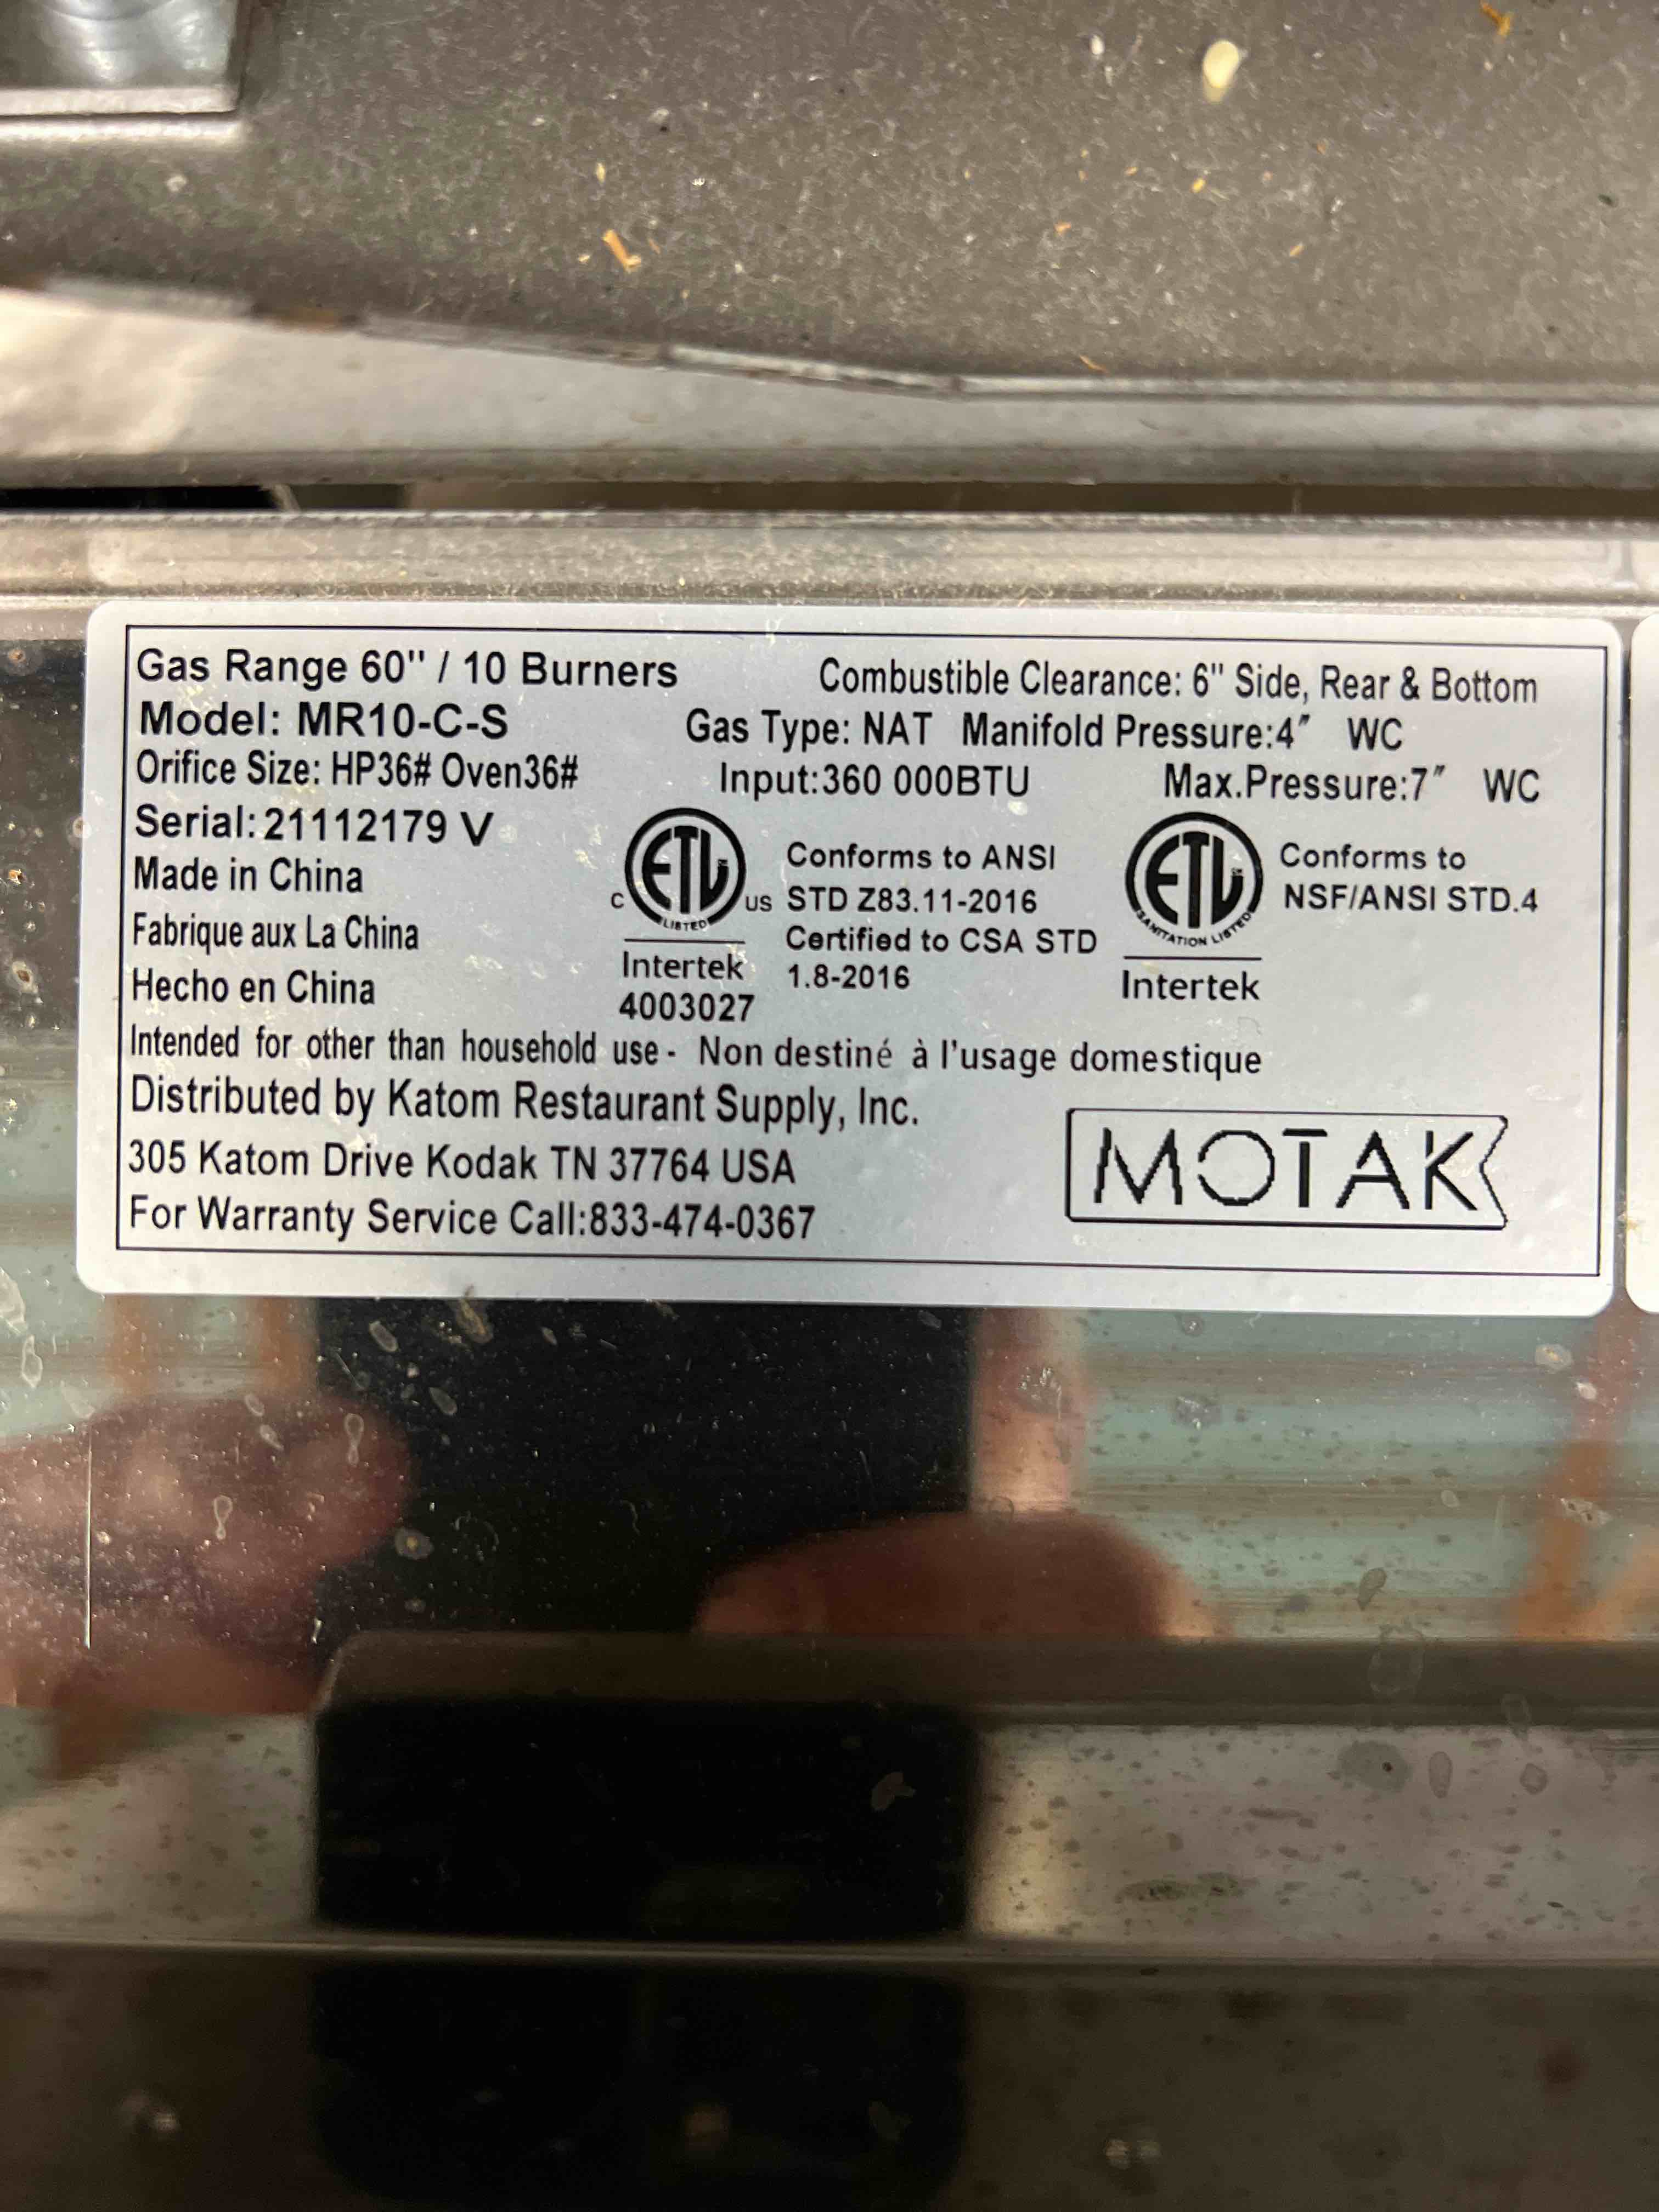 Gas Range 60" / 10 Burners
Combustible Clearance: 6" Side, Rear & Bottom
Model: MR10-C-S
Gas Type: NAT Manifold Pressure:4″ WC
Orifice Size: HP36# Oven36#
Input:360 000BTU
Max.Pressure:7″ WC
Serial: 21112179 V
Made in China
Fabrique aux La China
Hecho en China
C ETL US
LISTED
Intertek
4003027
Conforms to ANSI
STD Z83.11-2016
Certified to CSA STD
1.8-2016
ETL
SANITATION LISTED
Intertek
Conforms to
NSF/ANSI STD.4
Intended for other than household use - Non destiné à l'usage domestique
Distributed by Katom Restaurant Supply, Inc.
305 Katom Drive Kodak TN 37764 USA
For Warranty Service Call:833-474-0367
MOTAK